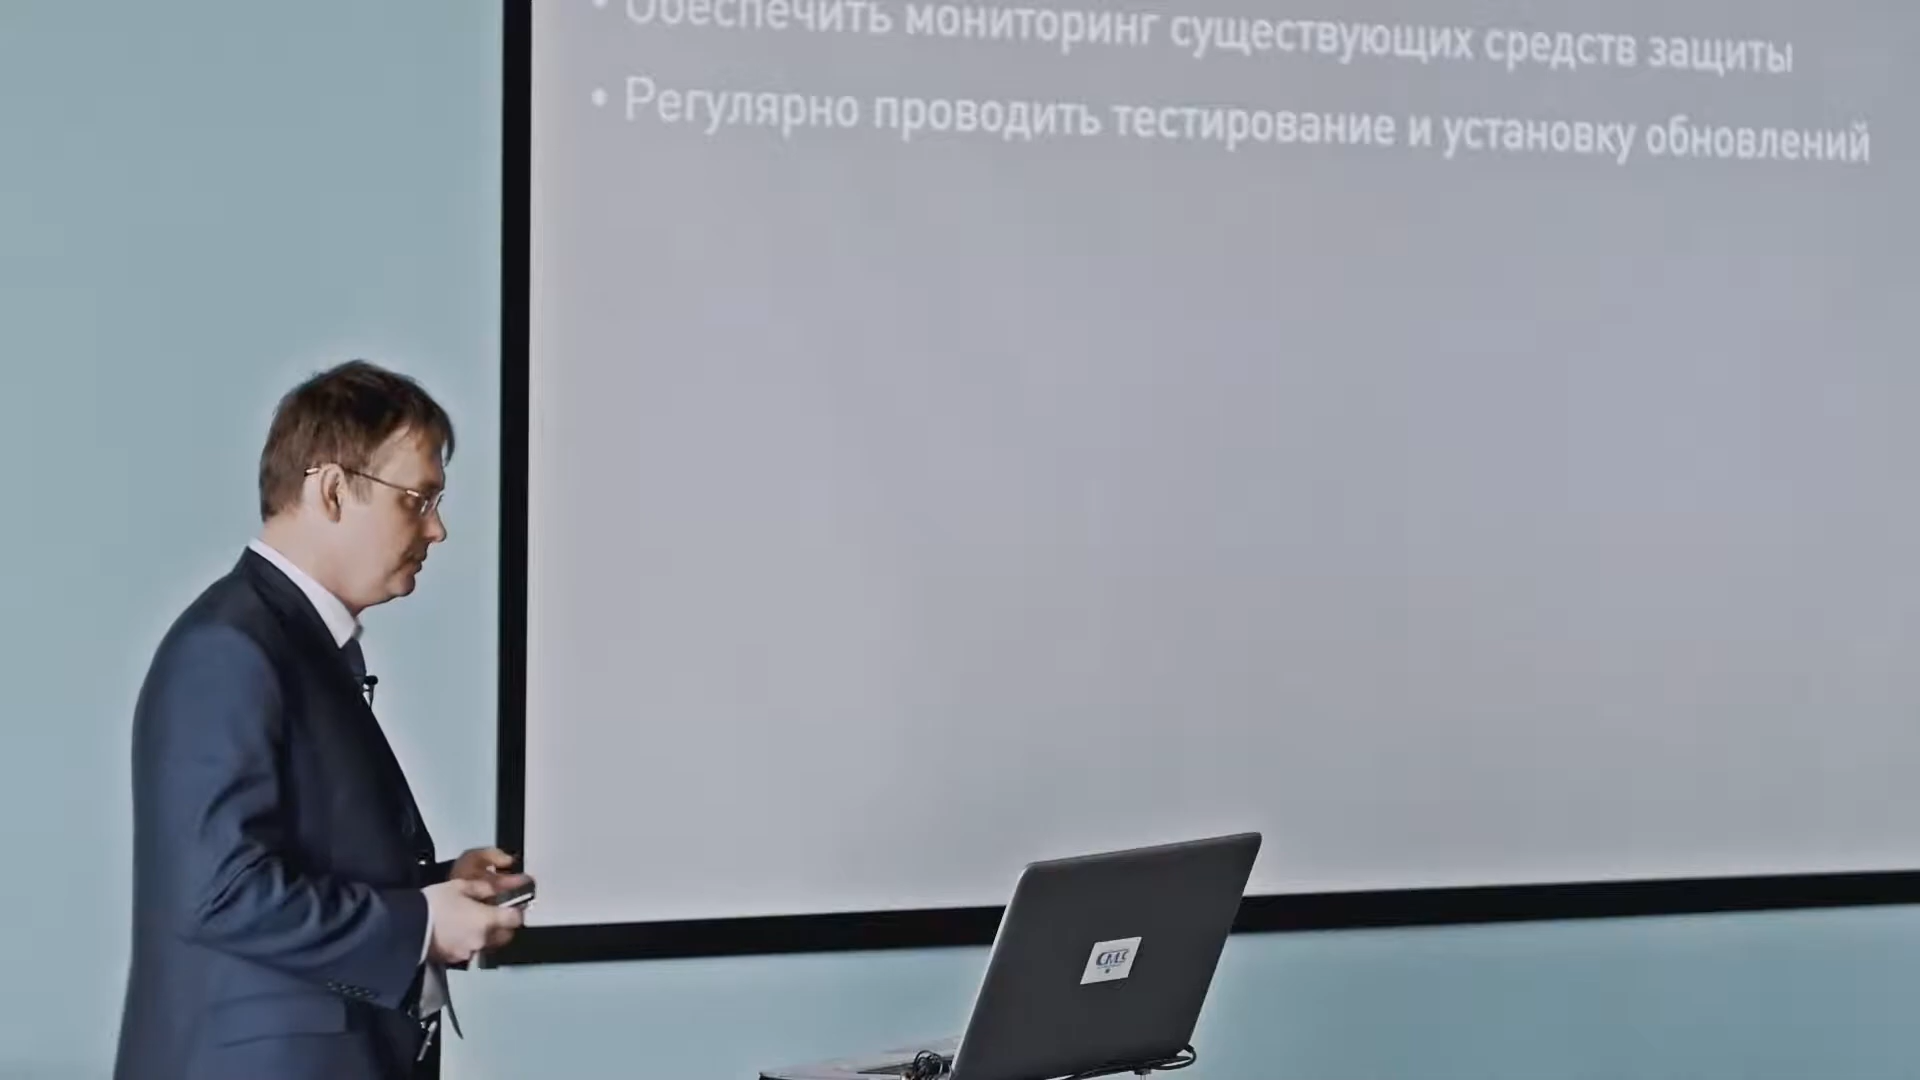 • Обеспечить мониторинг существующих средств защиты
• Регулярно проводить тестирование и установку обновлений